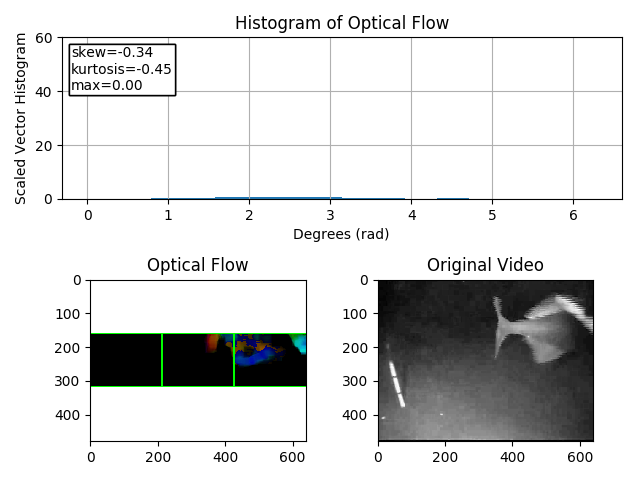 Histogram of Optical Flow
Scaled Vector Histogram
60
40
20
0
skew=-0.34
kurtosis=-0.45
max=0.00
0 1 2 3 4 5 6
Degrees (rad)
Optical Flow
0
100
200
300
400
0 200 400 600
Original Video
0
100
200
300
400
0 200 400 600